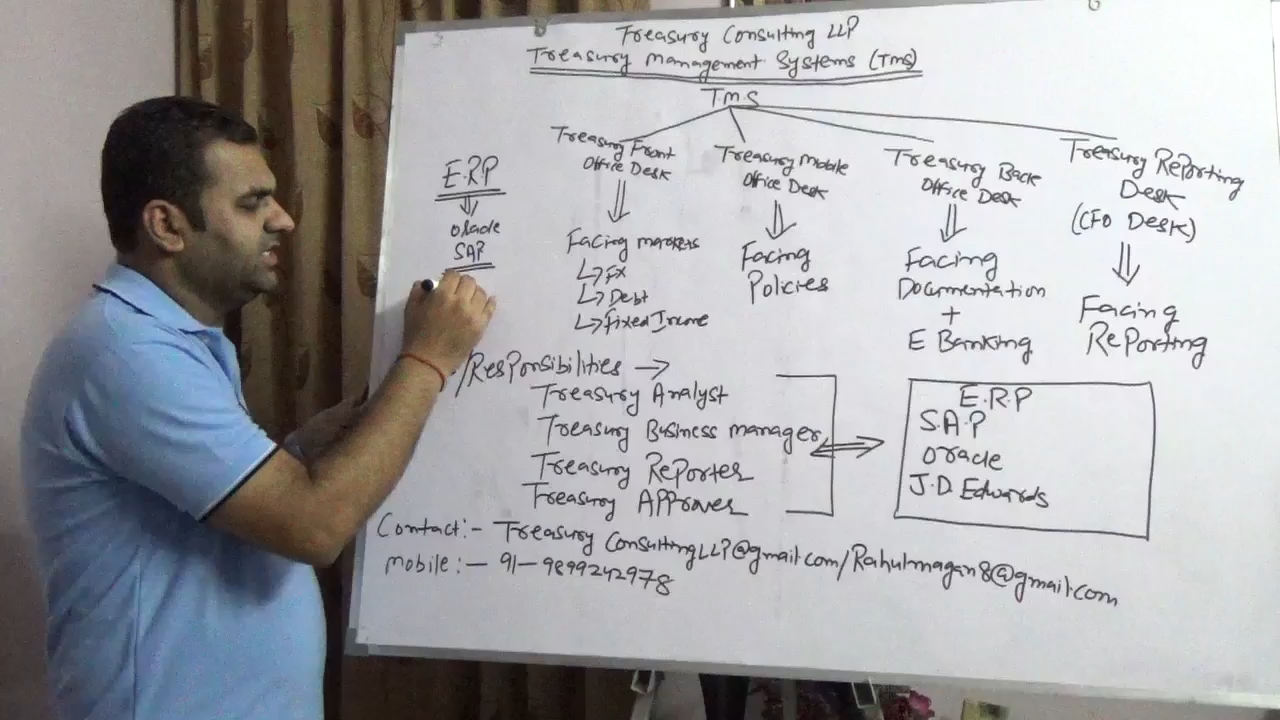 Treasury Consulting LLP
Treasury Management Systems (TMS)
T.M.S
Treasury Front
Office Desk
Facing Markets
FX
Debt
Fixed Income
Treasury Mobile
Office Desk
Facing
Policies
Treasury Back
Office Desk
Facing
Documentation
+
E Banking
Treasury Reporting
Desk
(CFO Desk)
Facing
Reporting
E.R.P
Oracle
SAP
/Responsibilities →
Treasury Analyst
Treasury Business Manager
Treasury Reporter
Treasury Approver
E.R.P
S.A.P
Oracle
J.D. Edwards
Contact:- Treasury ConsultingLLP@gmail.com/Rahulmagan8@gmail.com
Mobile:- 91-9899242978